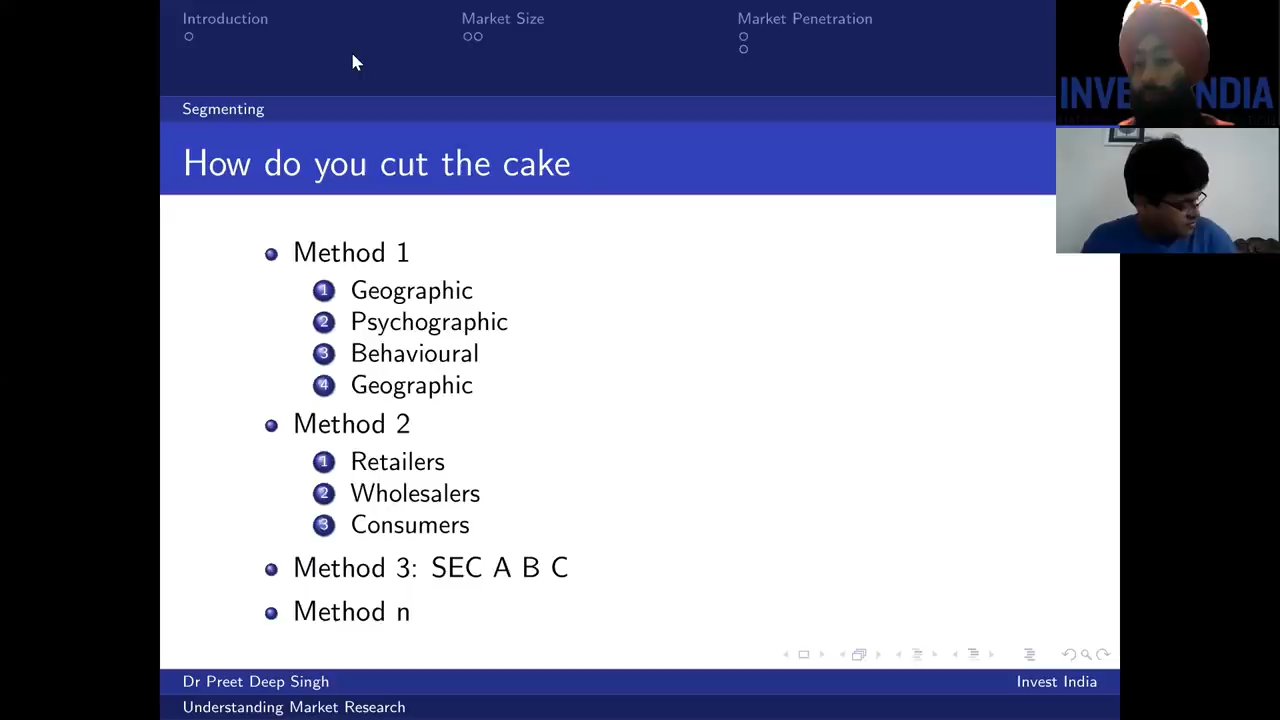 Introduction
Market Size
Market Penetration
Segmenting
How do you cut the cake
Method 1
1 Geographic
2 Psychographic
3 Behavioural
4 Geographic
Method 2
1 Retailers
2 Wholesalers
3 Consumers
Method 3: SEC A B C
Method n
Dr Preet Deep Singh
Invest India
Understanding Market Research